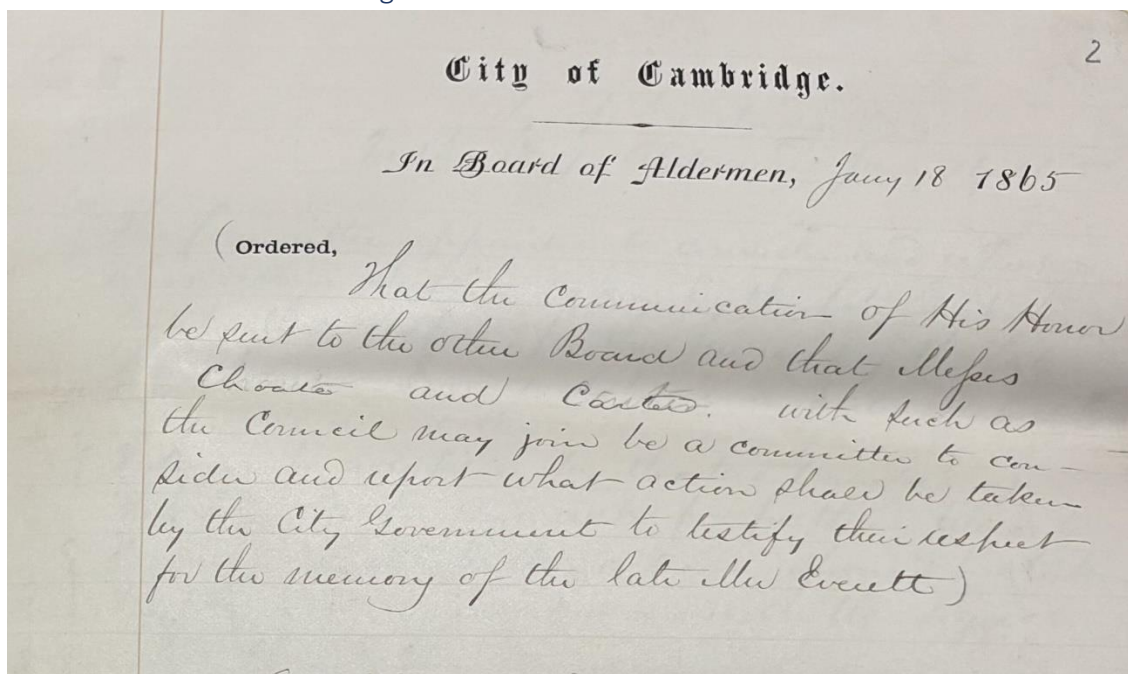 2
City of Cambridge.
In Board of Aldermen, Jany 18 1865
(Ordered,
That the Communication of His Honor
be sent to the other Board and that Messrs
Choate and Carter. with such as
the Council may join be a committee to con-
sider and report what action shall be taken
by the City Government to testify their respect
for the memory of the late Mr Everett)